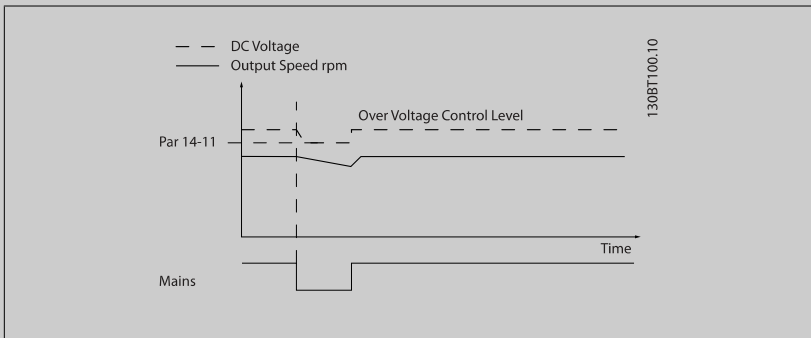 DC Voltage
Output Speed rpm
130BT100.10
Over Voltage Control Level
Par 14-11
Time
Mains